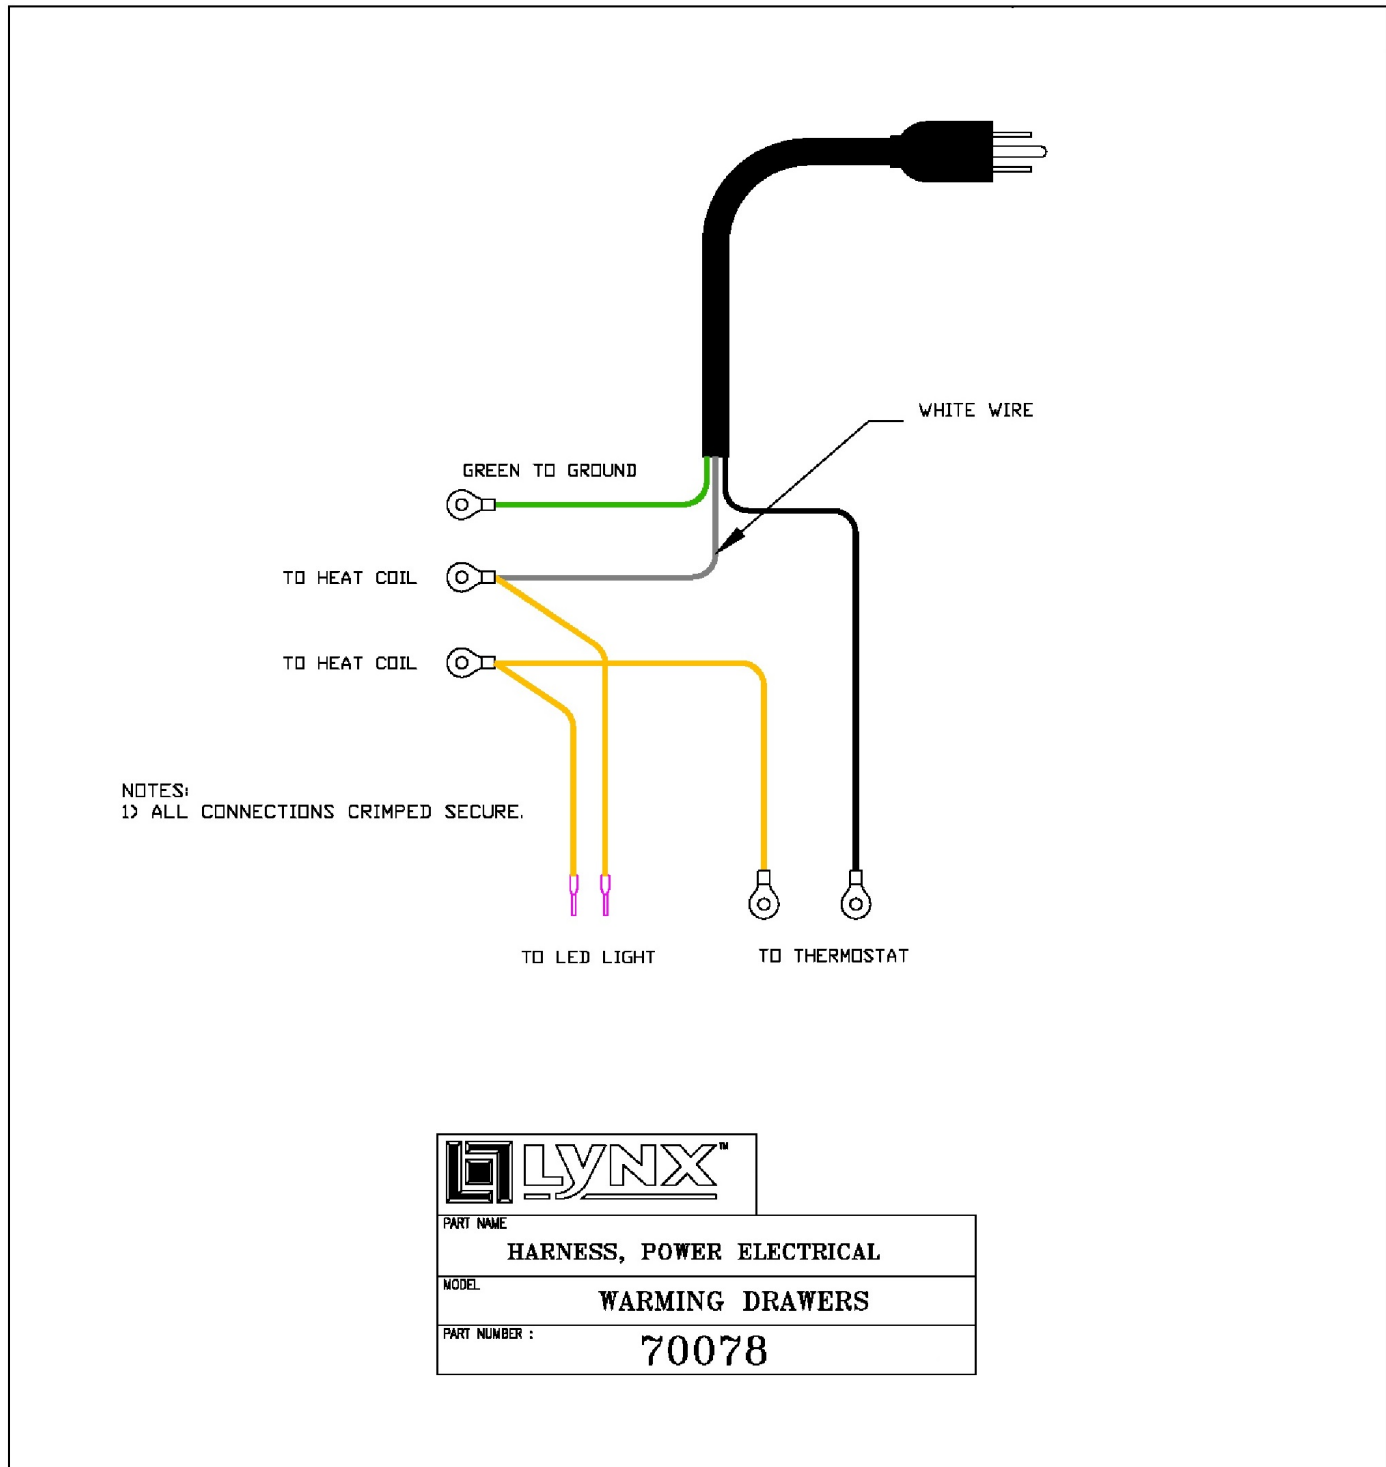 WHITE WIRE
GREEN TO GROUND
TO HEAT COIL
TO HEAT COIL
NOTES:
1) ALL CONNECTIONS CRIMPED SECURE.
TO LED LIGHT
TO THERMOSTAT
LYNX™
PART NAME
HARNESS, POWER ELECTRICAL
MODEL
WARMING DRAWERS
PART NUMBER :
70078